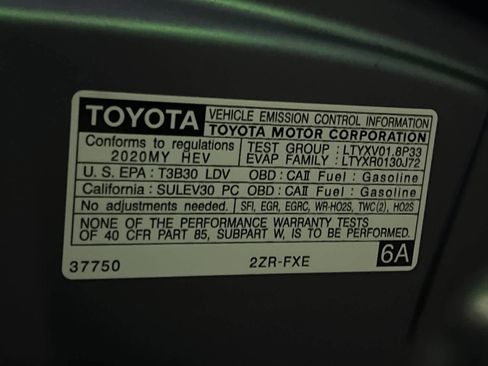 TOYOTA VEHICLE EMISSION CONTROL INFORMATION
TOYOTA MOTOR CORPORATION
Conforms to regulations TEST GROUP : LTYXV01.8P33
2020MY HEV EVAP FAMILY : LTYXR0130J72
U. S. EPA : T3B30 LDV OBD : CAII Fuel : Gasoline
California : SULEV30 PC OBD : CAII Fuel : Gasoline
No adjustments needed. SFI, EGR, EGRC, WR-HO2S, TWC(2), HO2S
NONE OF THE PERFORMANCE WARRANTY TESTS
OF 40 CFR PART 85, SUBPART W, IS TO BE PERFORMED.
37750 2ZR-FXE 6A